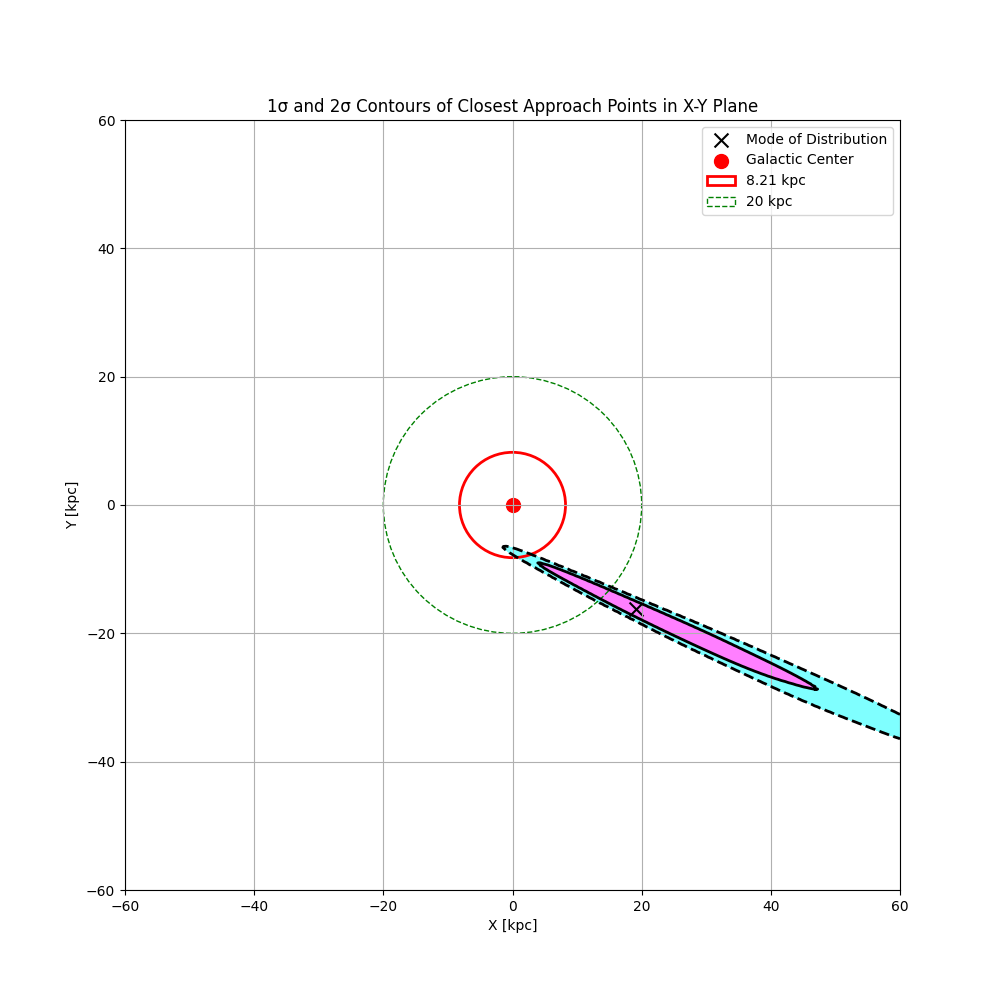 1σ and 2σ Contours of Closest Approach Points in X-Y Plane
Mode of Distribution
Galactic Center
8.21 kpc
20 kpc
60
40
20
0
−20
−40
−60
Y [kpc]
−60 −40 −20 0 20 40 60
X [kpc]